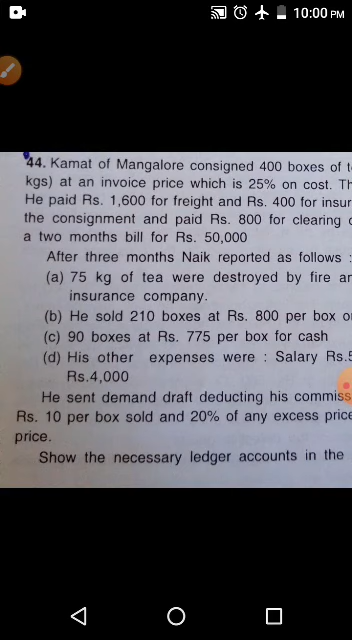 10:00 PM
44. Kamat of Mangalore consigned 400 boxes of
kgs) at an invoice price which is 25% on cost.
He paid Rs. 1,600 for freight and Rs. 400 for
the consignment and paid Rs. 800 for clearing
a two months bill for Rs. 50,000
After three months Naik reported as follows :
(a) 75 kg of tea were destroyed by fire
insurance company.
(b) He sold 210 boxes at Rs. 800 per box
(c) 90 boxes at Rs. 775 per box for cash
(d) His other expenses were : Salary
Rs.4,000
He sent demand draft deducting his
Rs. 10 per box sold and 20% of any excess price
price.
Show the necessary ledger accounts in the